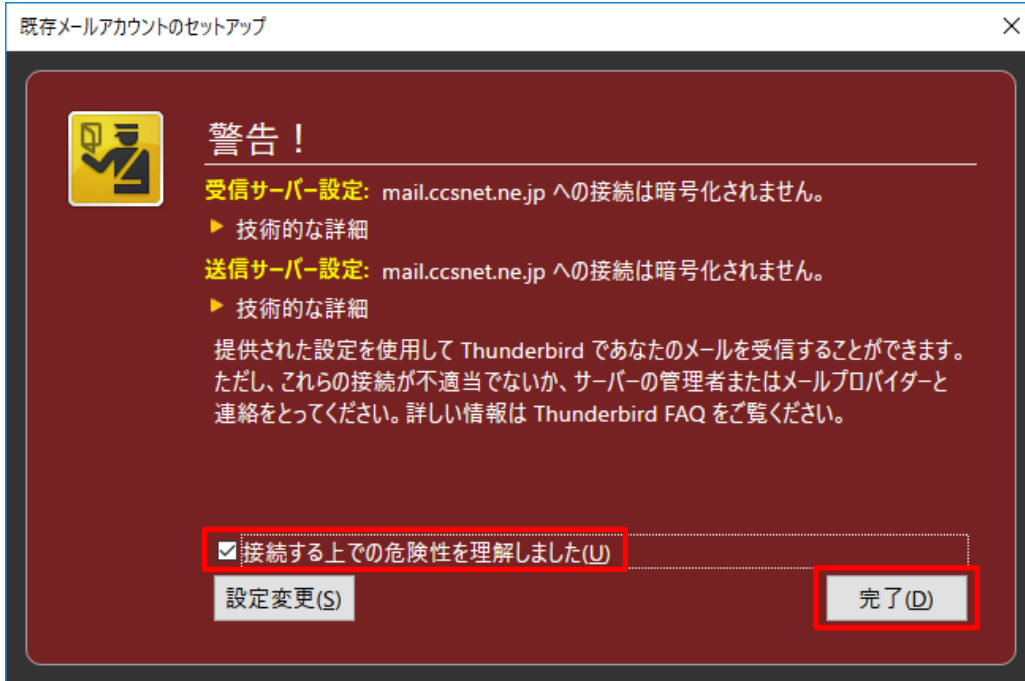 既存メールアカウントのセットアップ
警告！
受信サーバー設定: mail.ccsnet.ne.jp への接続は暗号化されません。
技術的な詳細
送信サーバー設定: mail.ccsnet.ne.jp への接続は暗号化されません。
技術的な詳細
提供された設定を使用して Thunderbird であなたのメールを受信することができます。
ただし、これらの接続が不適当でないか、サーバーの管理者またはメールプロバイダーと
連絡をとってください。詳しい情報は Thunderbird FAQ をご覧ください。
接続する上での危険性を理解しました(U)
設定変更(S) 完了(D)